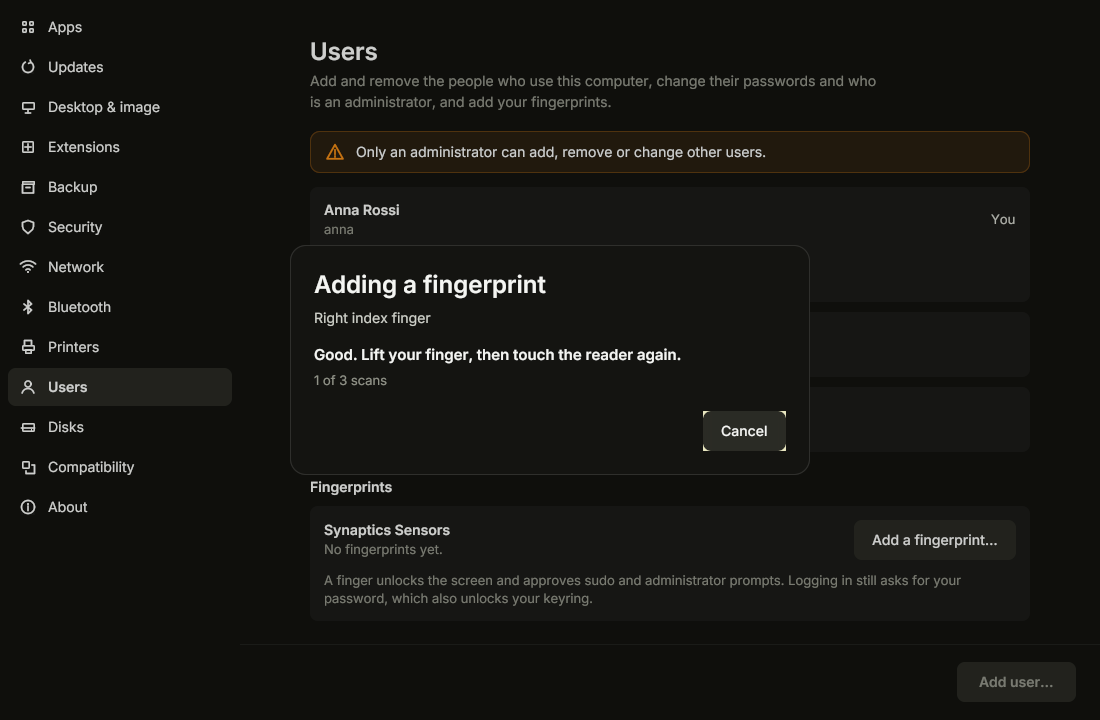 Apps
Updates
Desktop & image
Extensions
Backup
Security
Network
Bluetooth
Printers
Users
Disks
Compatibility
About
Users
Add and remove the people who use this computer, change their passwords and who
is an administrator, and add your fingerprints.
Only an administrator can add, remove or change other users.
Anna Rossi
anna
You
Adding a fingerprint
Right index finger
Good. Lift your finger, then touch the reader again.
1 of 3 scans
Cancel
Fingerprints
Synaptics Sensors
No fingerprints yet.
Add a fingerprint...
A finger unlocks the screen and approves sudo and administrator prompts. Logging in still asks for your
password, which also unlocks your keyring.
Add user...